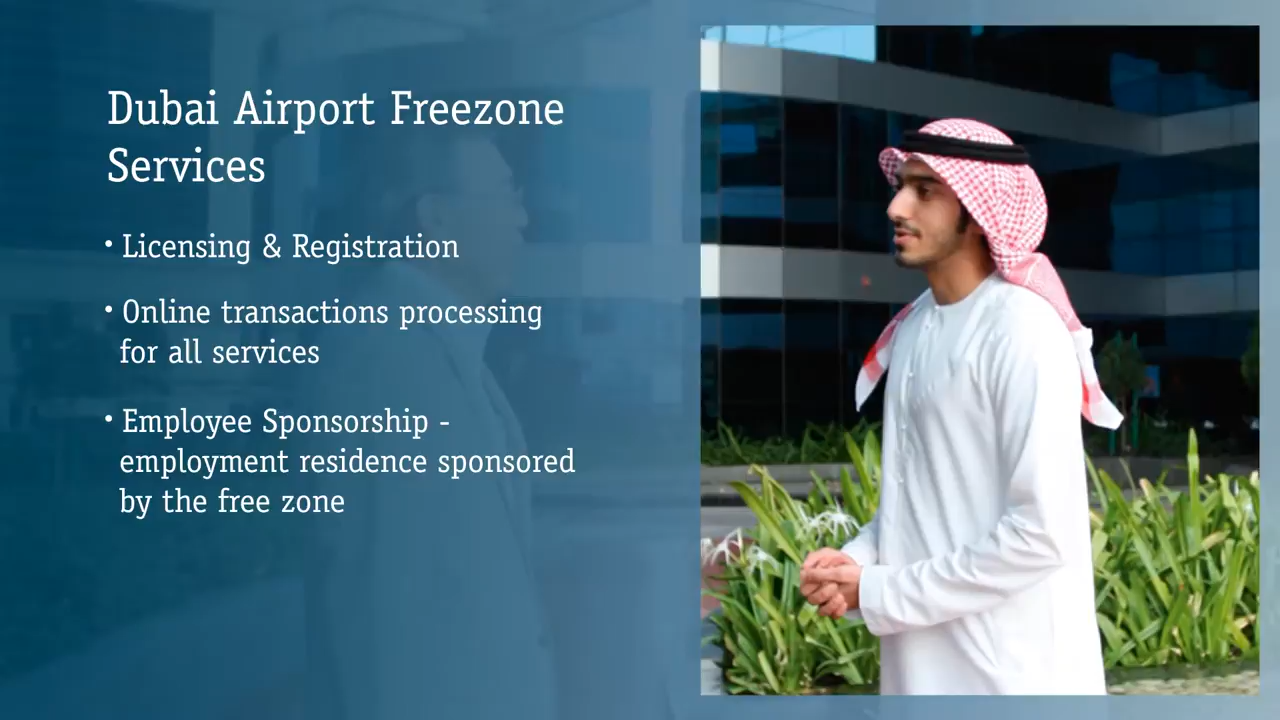 Dubai Airport Freezone
Services
• Licensing & Registration
• Online transactions processing
for all services
• Employee Sponsorship -
employment residence sponsored
by the free zone